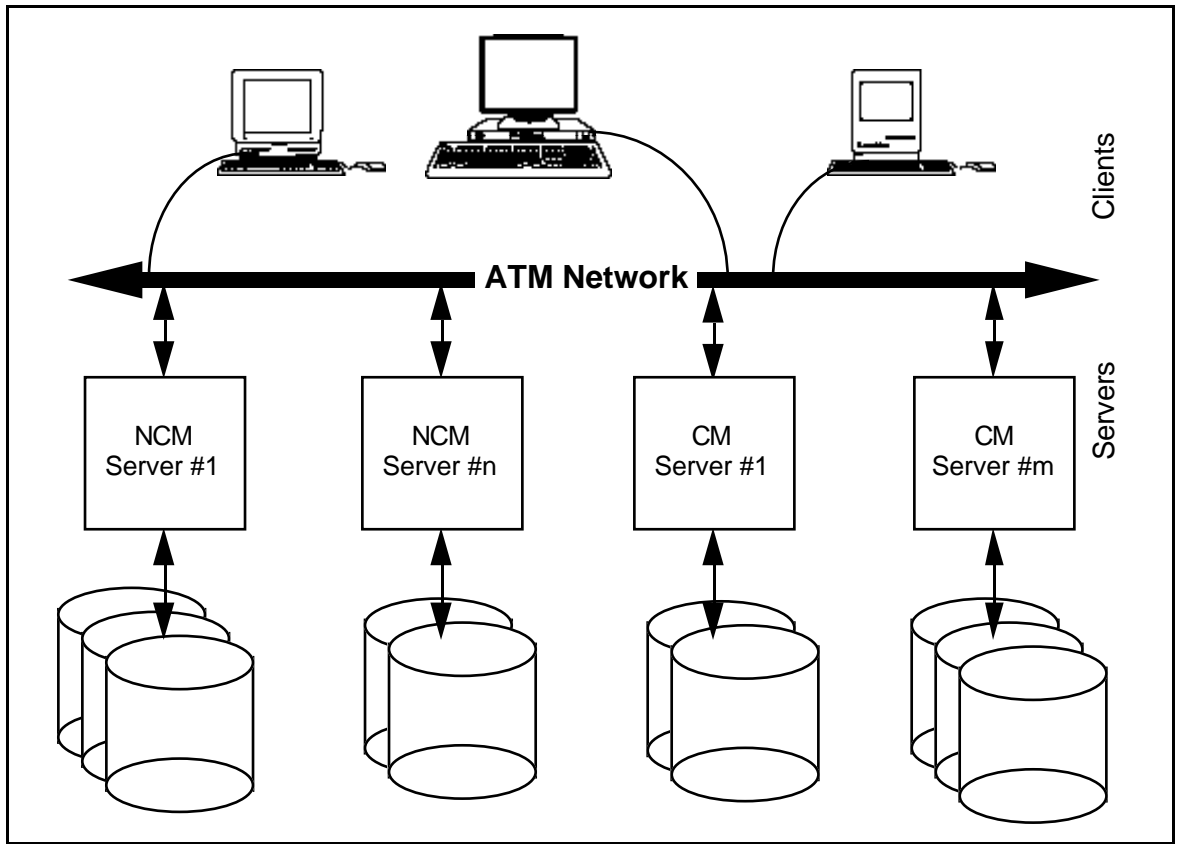 Clients
ATM Network
Servers
NCM
Server #1
NCM
Server #n
CM
Server #1
CM
Server #m